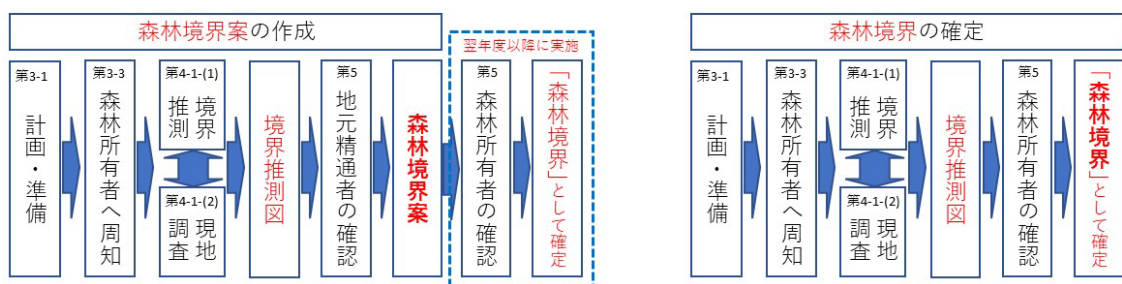 森林境界案の作成
翌年度以降に実施
第3-1
計画・準備
第3-3
森林所有者へ周知
第4-1-(1)
境界
推測
第4-1-(2)
現地
調査
境界推測図
第5
地元精通者の確認
森林境界案
第5
森林所有者の確認
「森林境界」として確定
森林境界の確定
第3-1
計画・準備
第3-3
森林所有者へ周知
第4-1-(1)
境界
推測
第4-1-(2)
現地
調査
境界推測図
第5
森林所有者の確認
「森林境界」として確定